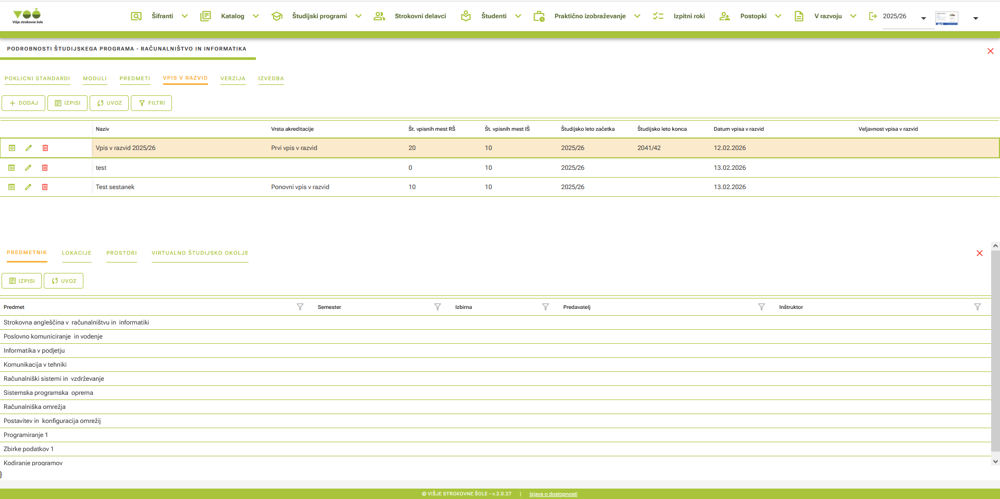 Višje strokovne šole
Šifranti
Katalog
Študijski programi
Strokovni delavci
Študenti
Praktično izobraževanje
Izpitni roki
Postopki
V razvoju
2025/26
PODROBNOSTI ŠTUDIJSKEGA PROGRAMA - RAČUNALNIŠTVO IN INFORMATIKA
POKLICNI STANDARDI MODULI PREDMETI VPIS V RAZVID VERZIJA IZVEDBA
DODAJ IZPISI UVOZ FILTRI
Naziv Vrsta akreditacije Št. vpisnih mest RŠ Št. vpisnih mest IŠ Študijsko leto začetka Študijsko leto konca Datum vpisa v razvid Veljavnost vpisa v razvid
Vpis v razvid 2025/26 Prvi vpis v razvid 20 10 2025/26 2041/42 12.02.2026
test 0 10 2025/26 13.02.2026
Test sestanek Ponovni vpis v razvid 10 10 2025/26 13.02.2026
PREDMETNIK LOKACIJE PROSTORI VIRTUALNO ŠTUDIJSKO OKOLJE
IZPISI UVOZ
Predmet Semester Izbirna Predavatelj Inštruktor
Strokovna angleščina v računalništvu in informatiki
Poslovno komuniciranje in vodenje
Informatika v podjetju
Komunikacija v tehniki
Računalniški sistemi in vzdrževanje
Sistemska programska oprema
Računalniška omrežja
Postavitev in konfiguracija omrežij
Programiranje 1
Zbirke podatkov 1
Kodiranje programov
}
© VIŠJE STROKOVNE ŠOLE - v.2.0.27 | Izjava o dostopnosti